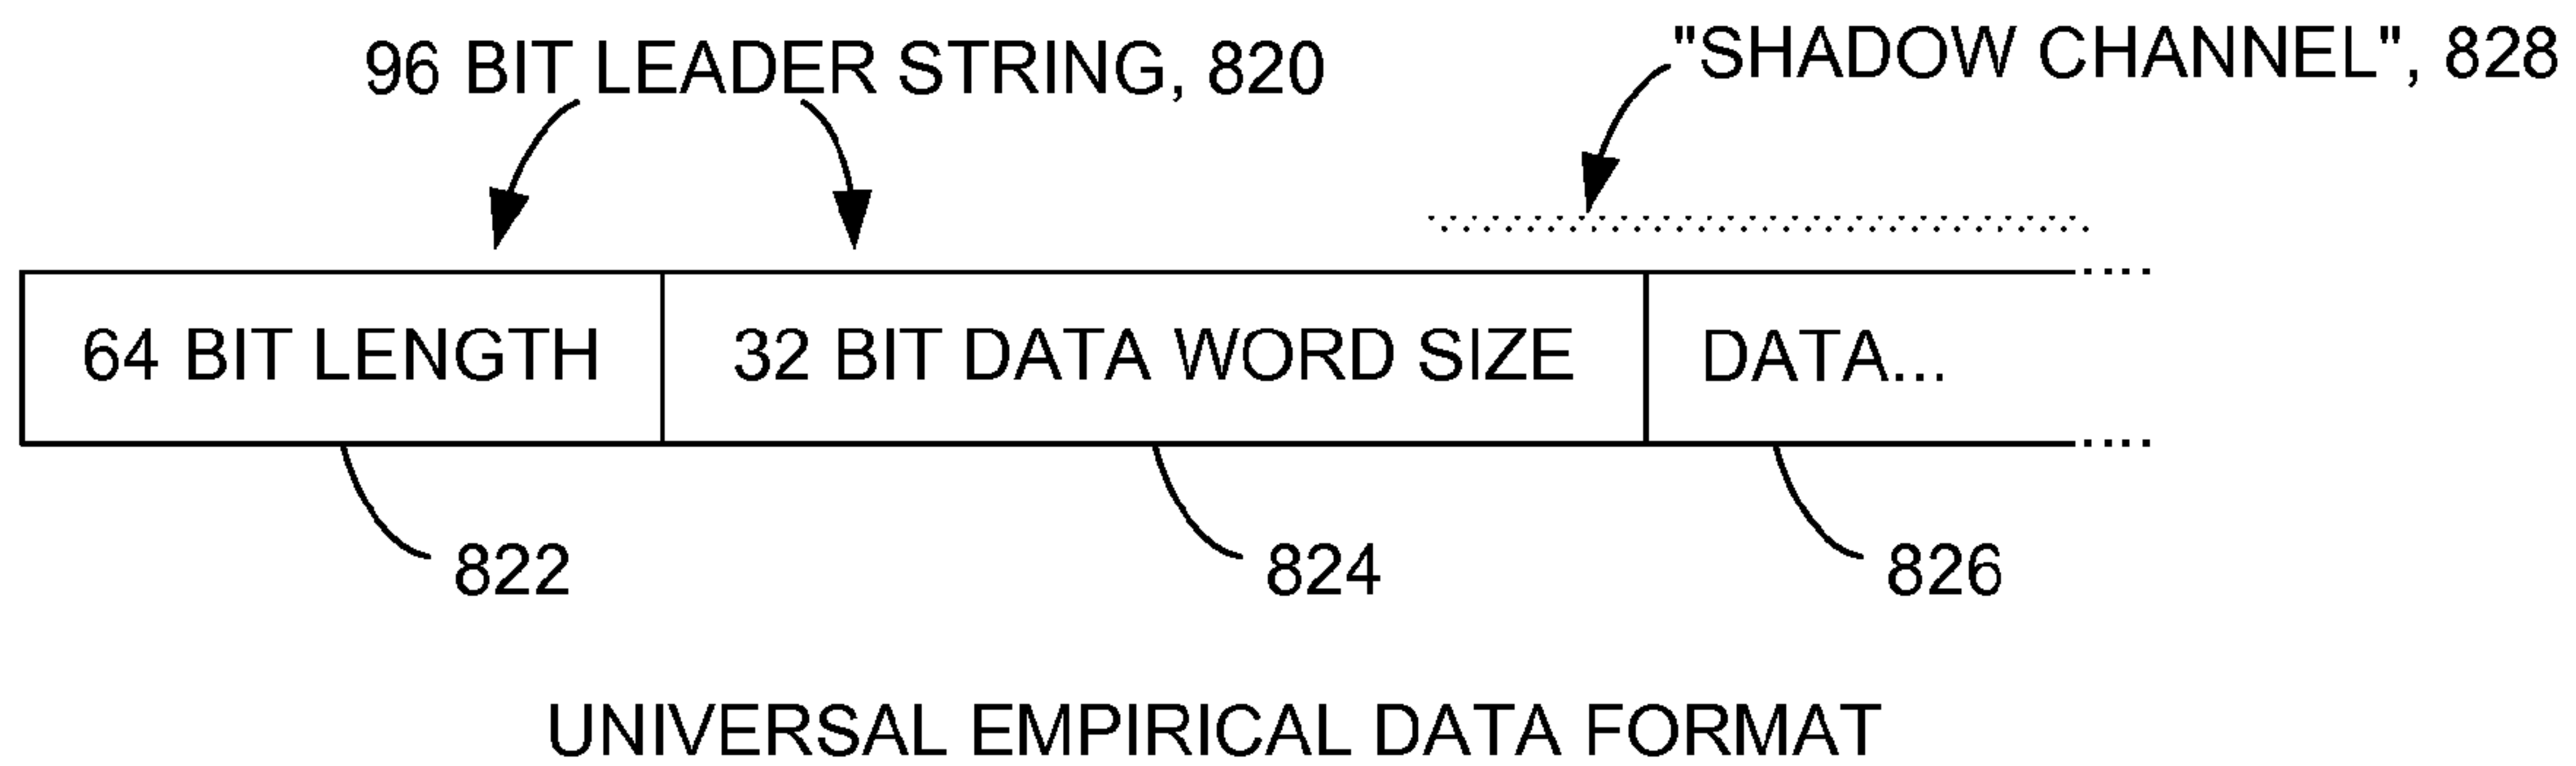 96 BIT LEADER STRING, 820
"SHADOW CHANNEL", 828
64 BIT LENGTH
32 BIT DATA WORD SIZE
DATA...
822
824
826
UNIVERSAL EMPIRICAL DATA FORMAT